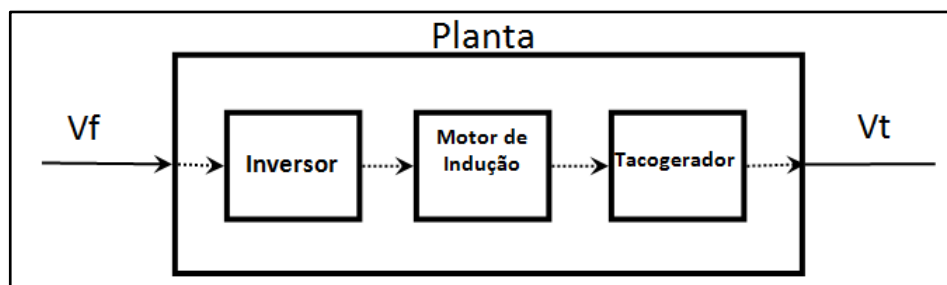 Planta
Vf
Inversor
Motor de
Indução
Tacogerador
Vt